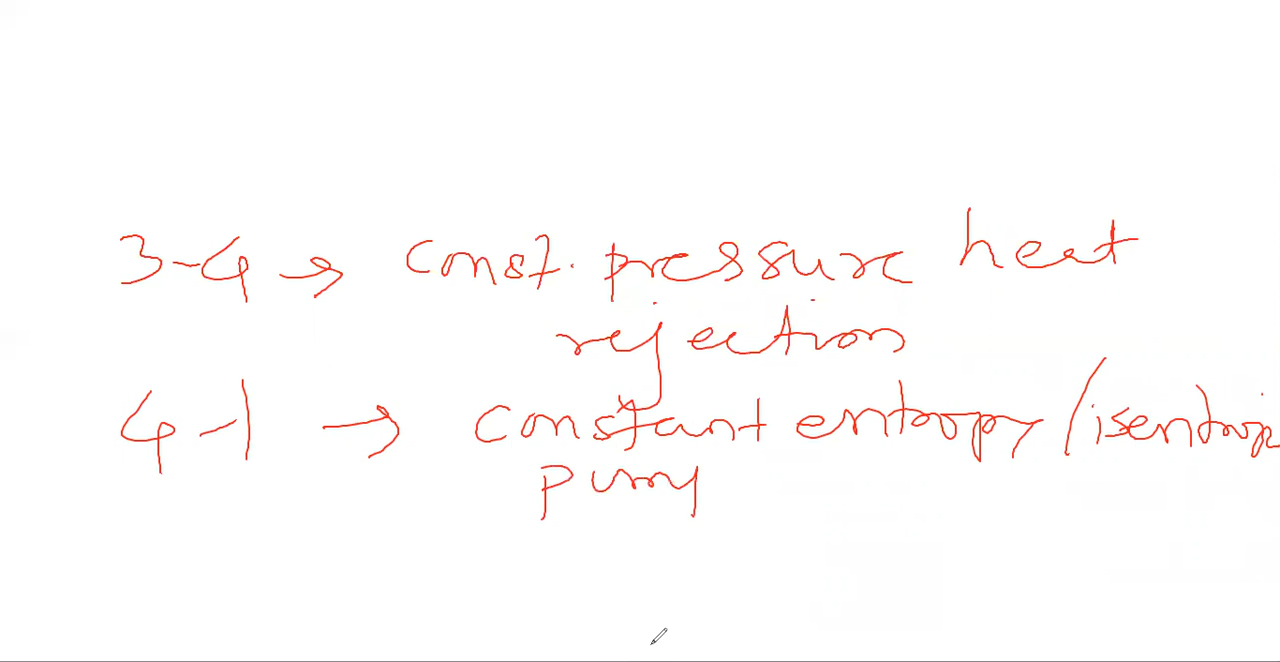 3-4 → const. pressure heat
rejection
4-1 → constant entropy/isentropic
pump